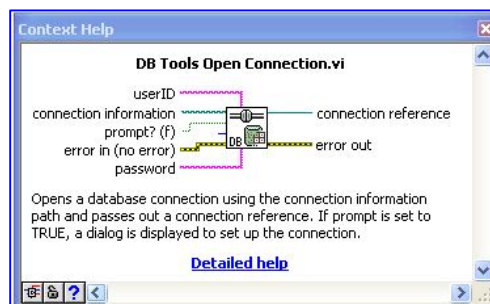 Context Help
DB Tools Open Connection.vi
userID
connection information
prompt? (f)
error in (no error)
password
DB
connection reference
error out
Opens a database connection using the connection information
path and passes out a connection reference. If prompt is set to
TRUE, a dialog is displayed to set up the connection.
Detailed help
?